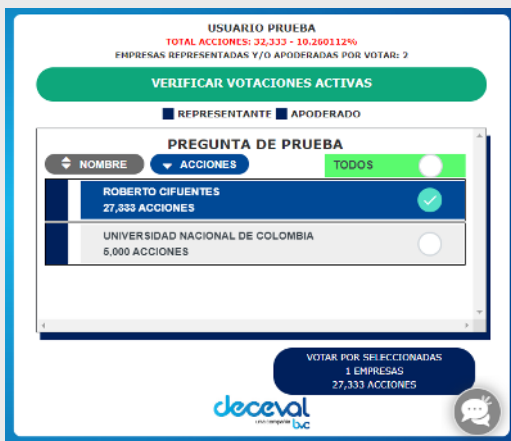 USUARIO PRUEBA
TOTAL ACCIONES: 32,333 - 10.260112%
EMPRESAS REPRESENTADAS Y/O APODERADAS POR VOTAR: 2
VERIFICAR VOTACIONES ACTIVAS
REPRESENTANTE APODERADO
PREGUNTA DE PRUEBA
NOMBRE ACCIONES TODOS
ROBERTO CIFUENTES
27,333 ACCIONES
UNIVERSIDAD NACIONAL DE COLOMBIA
5,000 ACCIONES
VOTAR POR SELECCIONADAS
1 EMPRESAS
27,333 ACCIONES
deceval
bvc